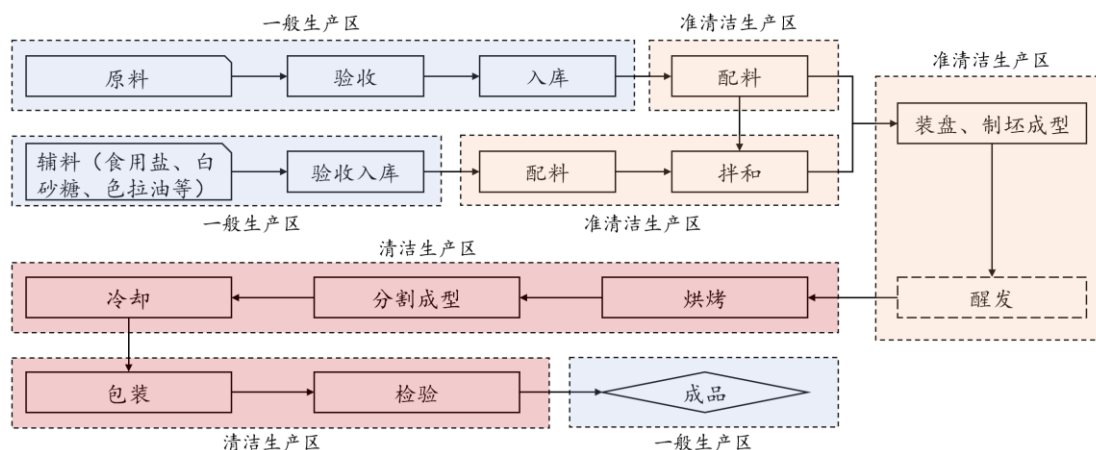 一般生产区
准清洁生产区
原料
验收
入库
配料
准清洁生产区
装盘、制坯成型
辅料（食用盐、白
砂糖、色拉油等）
验收入库
配料
拌和
一般生产区
准清洁生产区
清洁生产区
冷却
分割成型
烘烤
醒发
包装
检验
成品
清洁生产区
一般生产区